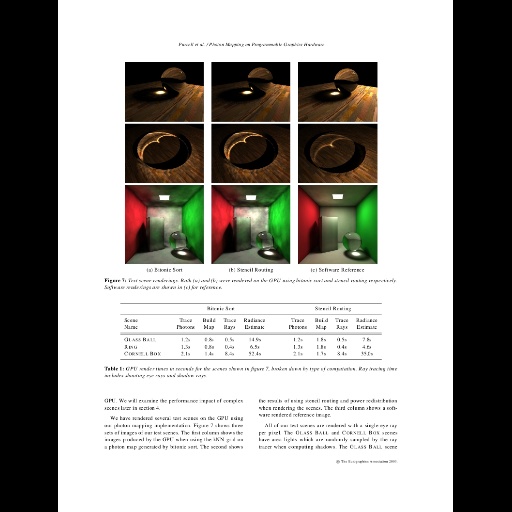 Purcell et al. / Photon Mapping on Programmable Graphics Hardware
(a) Bitonic Sort (b) Stencil Routing (c) Software Reference
Figure 7: Test scene renderings. Both (a) and (b) were rendered on the GPU using bitonic sort and stencil routing respectively.
Software renderings are shown in (c) for reference.
Bitonic Sort Stencil Routing
Scene Trace Build Trace Radiance Trace Build Trace Radiance
Name Photons Map Rays Estimate Photons Map Rays Estimate
GLASS BALL 1.2s 0.8s 0.5s 14.9s 1.2s 1.8s 0.5s 7.8s
RING 1.3s 0.8s 0.4s 1.3s 1.8s 0.4s 4.6s
CORNELL BOX 2.1s 1.4s 8.4s 52.4s 2.1s 1.7s 8.4s
Table 1: GPU render times in seconds for the scenes shown in figure 7, broken down by type of computation. Ray tracing time
includes shooting eye rays and shadow rays.
GPU. We will examine the performance impact of complex
scenes later in section 4.
We have rendered several test scenes on the GPU using
our photon mapping implementation. Figure 7 shows three
sets of images of our test scenes. The first column shows the
images produced by the GPU when using the kNN-grid on
a photon map generated by bitonic sort. The second shows
the results of using stencil routing and power redistribution
when rendering the scenes. The third column shows a soft-
ware rendered reference image.
All of our test scenes are rendered with a single eye ray
per pixel. The GLASS BALL and CORNELL BOX scenes
have area lights which are randomly sampled by the ray
tracer when computing shadows. The GLASS BALL scene
© The Eurographics Association 2003.